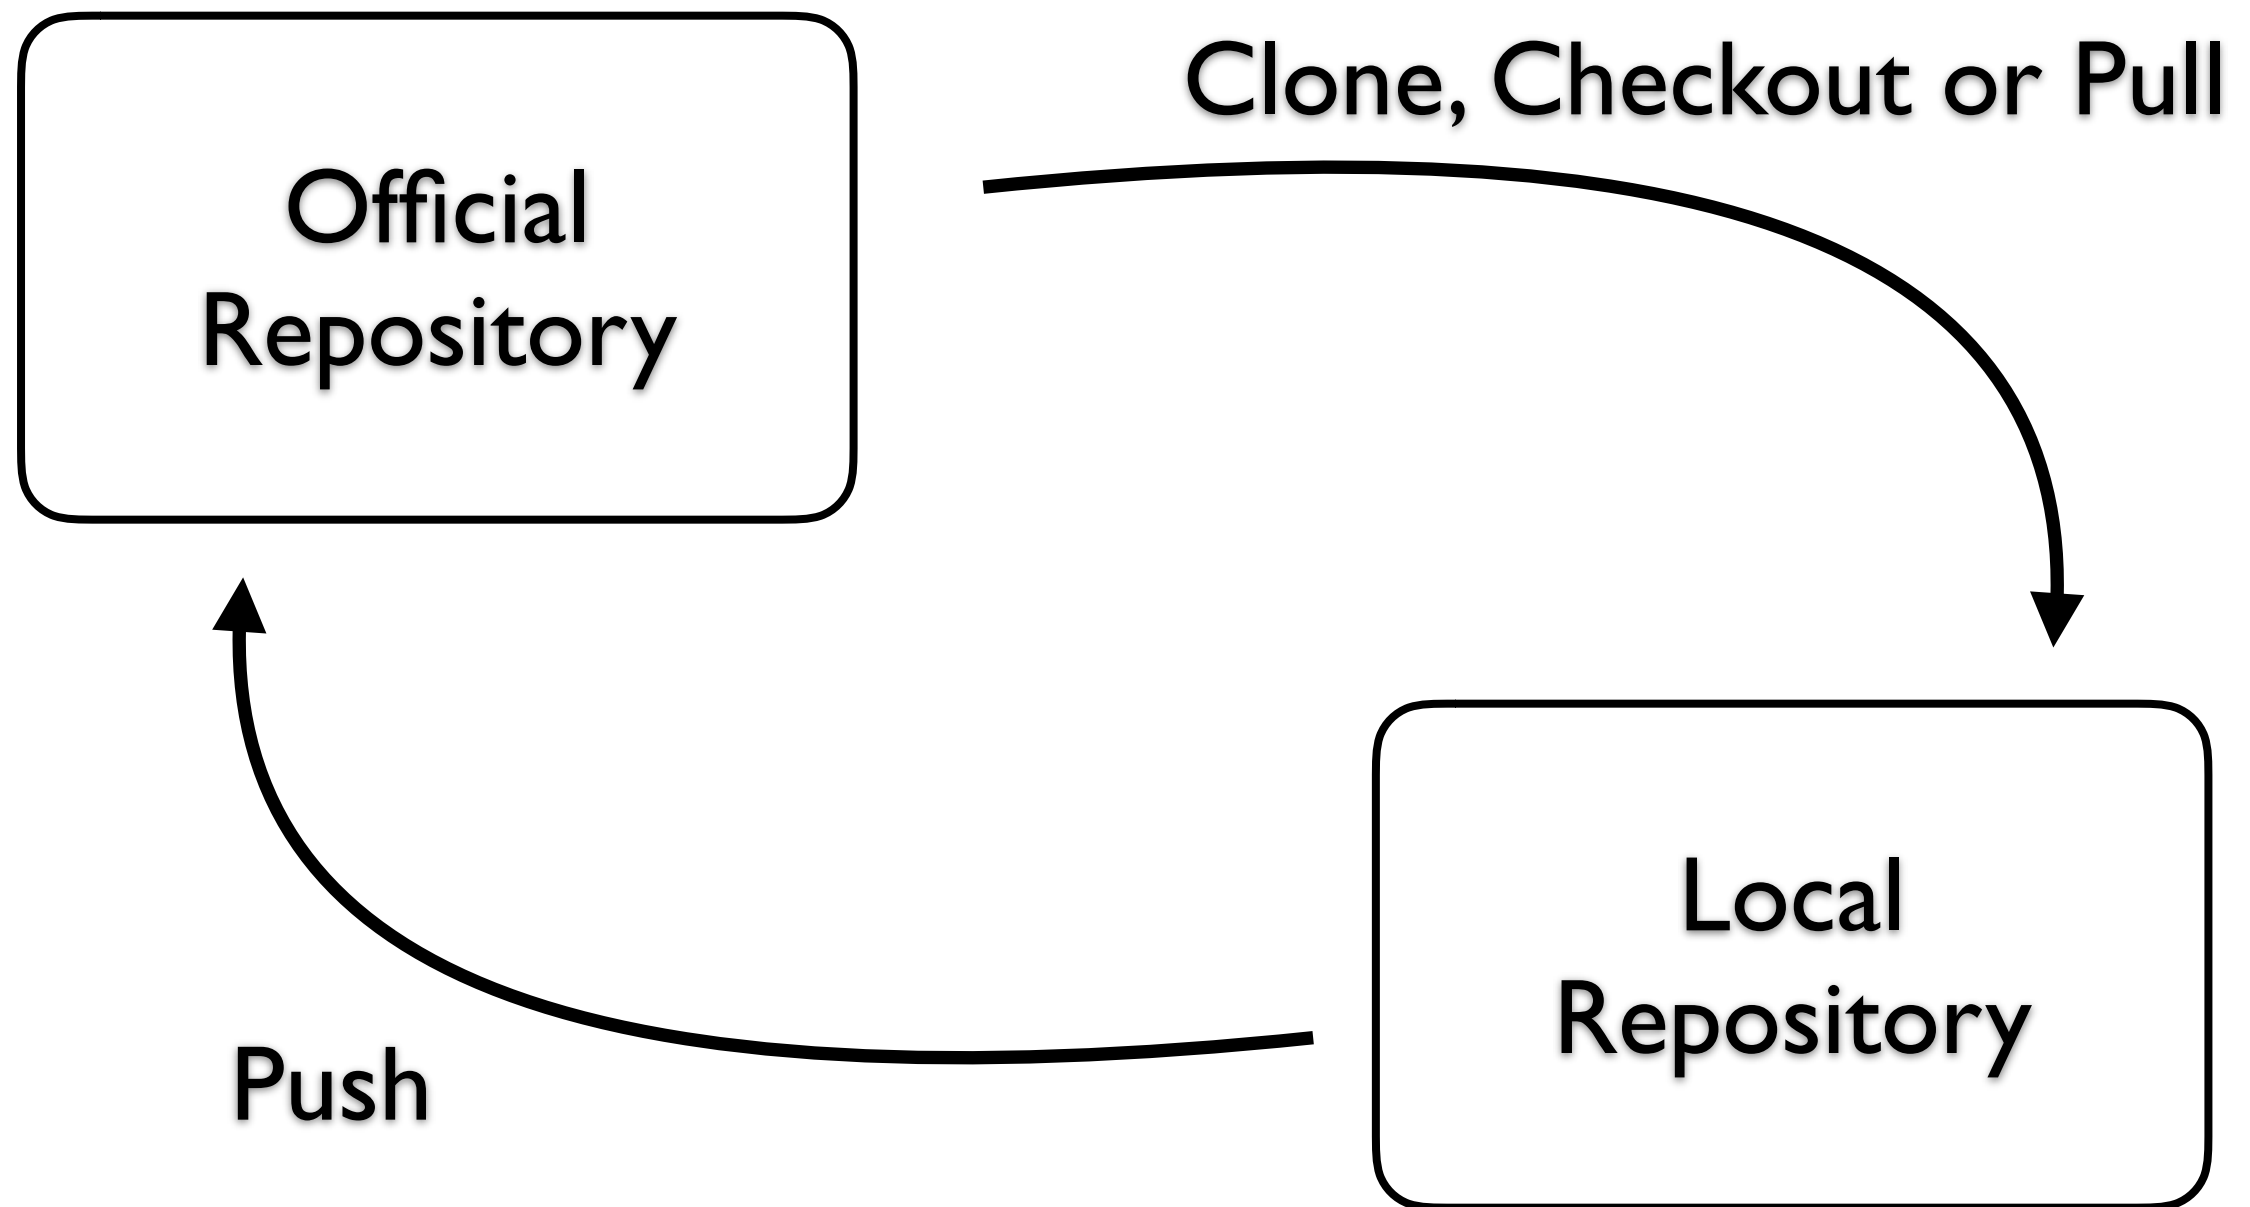 Clone, Checkout or Pull
Official
Repository
Local
Repository
Push